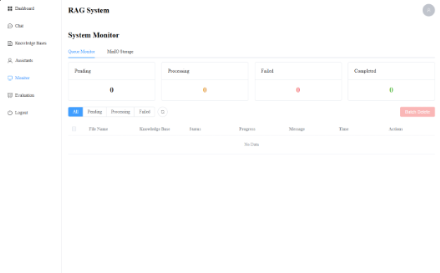 Dashboard
RAG System
Chat
Knowledge Bases
Assistants
Monitor
Evaluation
Logout
System Monitor
Queue Monitor
MinIO Storage
Pending
Processing
Failed
Completed
0
0
0
0
All
Pending
Processing
Failed
File Name
Knowledge Base
Status
Progress
Message
Time
Actions
No Data